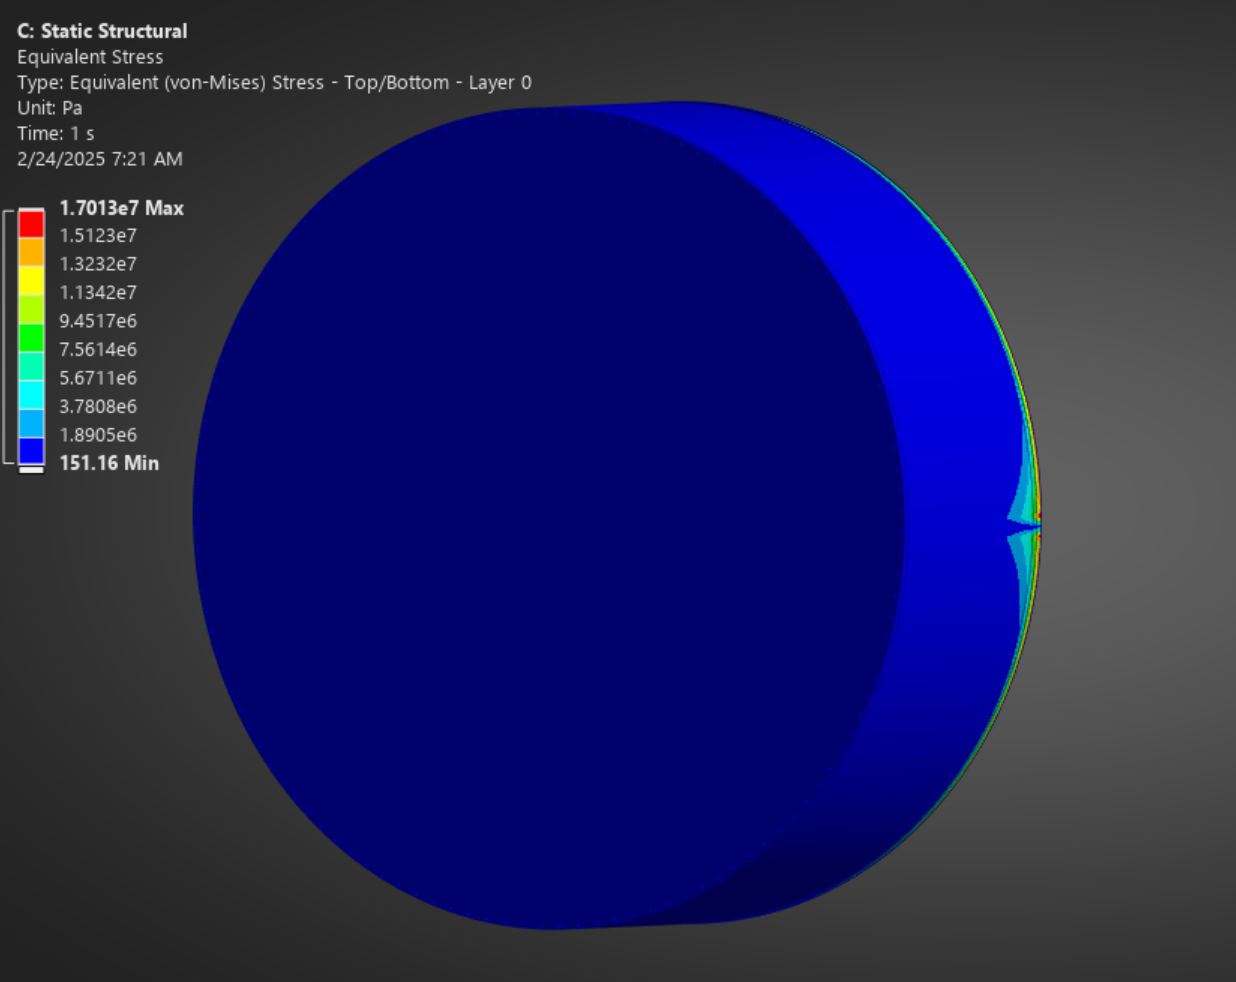 C: Static Structural
Equivalent Stress
Type: Equivalent (von-Mises) Stress - Top/Bottom - Layer 0
Unit: Pa
Time: 1 s
2/24/2025 7:21 AM
1.7013e7 Max
1.5123e7
1.3232e7
1.1342e7
9.4517e6
7.5614e6
5.6711e6
3.7808e6
1.8905e6
151.16 Min